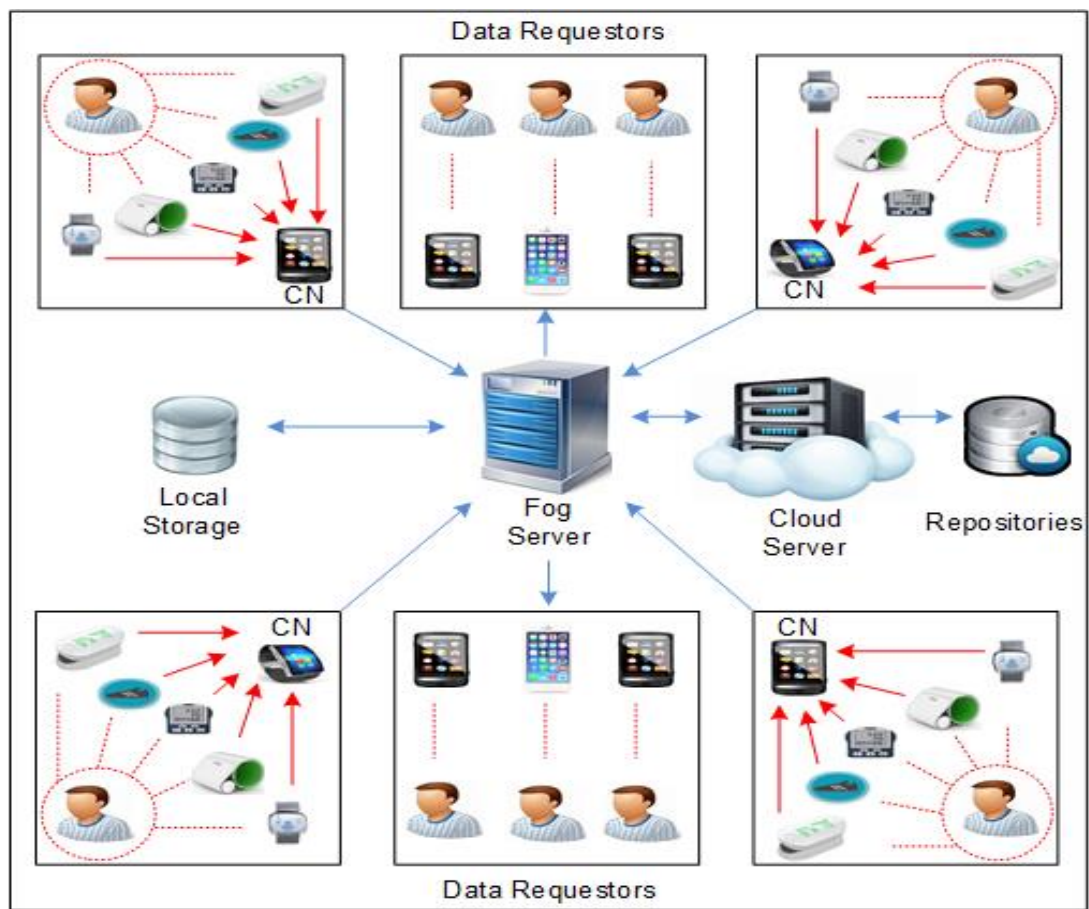 Data Requestors
CN
CN
Local
Storage
Fog
Server
Cloud
Server
Repositories
CN
CN
Data Requestors